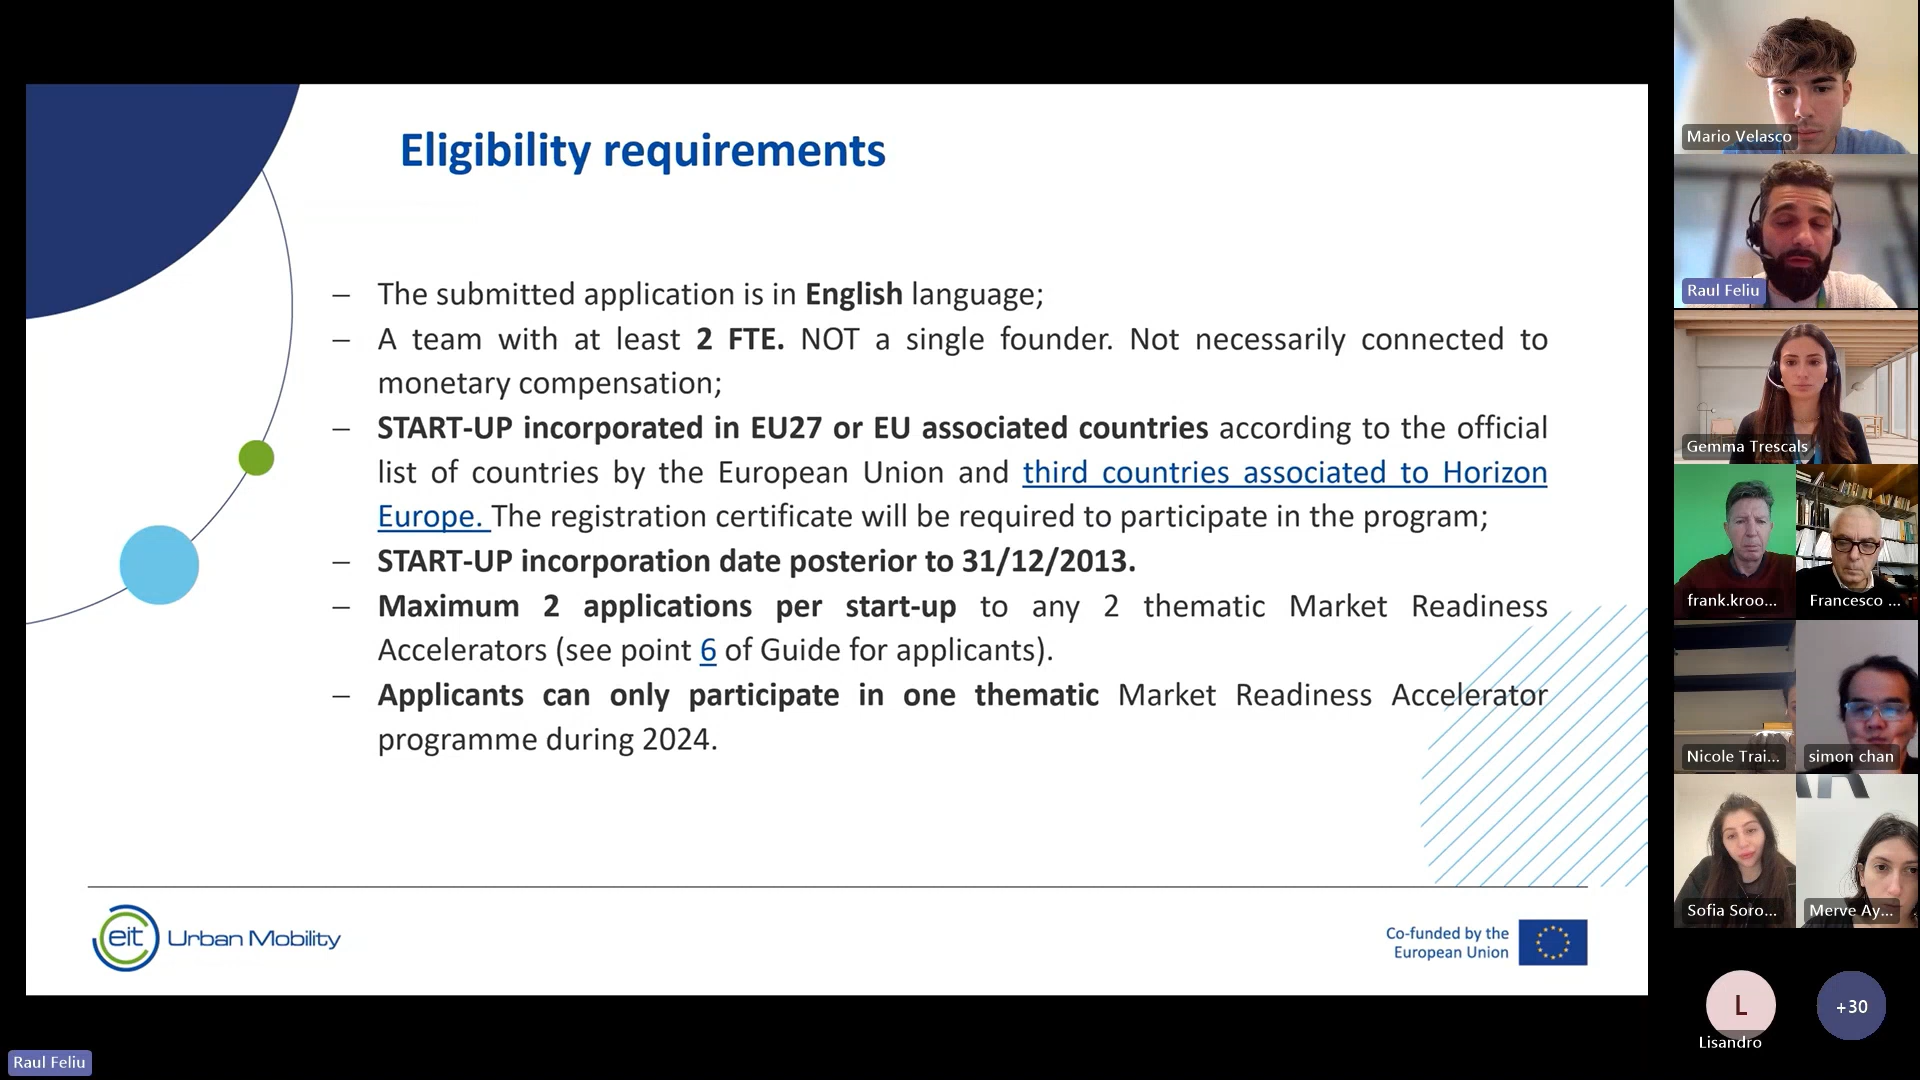 Eligibility requirements
– The submitted application is in English language;
– A team with at least 2 FTE. NOT a single founder. Not necessarily connected to
monetary compensation;
– START-UP incorporated in EU27 or EU associated countries according to the official
list of countries by the European Union and third countries associated to Horizon
Europe. The registration certificate will be required to participate in the program;
– START-UP incorporation date posterior to 31/12/2013.
– Maximum 2 applications per start-up to any 2 thematic Market Readiness
Accelerators (see point 6 of Guide for applicants).
– Applicants can only participate in one thematic Market Readiness Accelerator
programme during 2024.
eit Urban Mobility
Co-funded by the
European Union
Raul Feliu
Mario Velasco
Raul Feliu
Gemma Trescals
frank.kroo...
Francesco ...
Nicole Trai...
simon chan
Sofia Soro...
Merve Ay...
L
Lisandro
+30